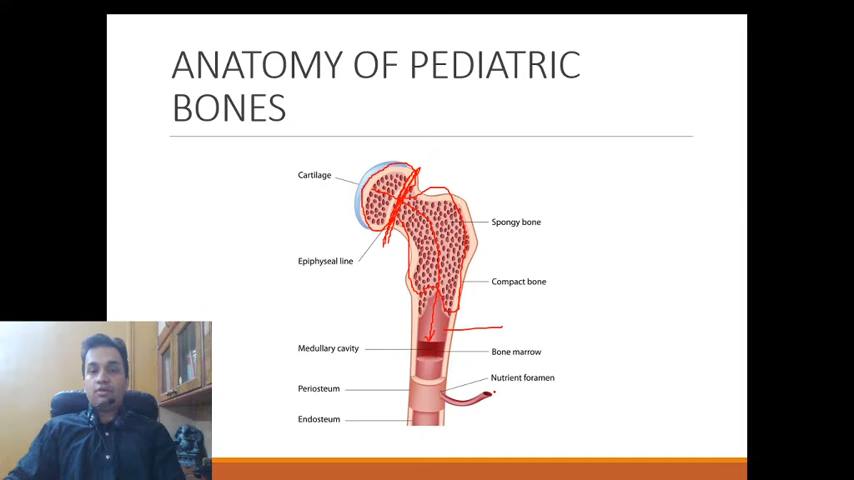 ANATOMY OF PEDIATRIC
BONES
Cartilage
Spongy bone
Epiphyseal line
Compact bone
Medullary cavity
Bone marrow
Nutrient foramen
Periosteum
Endosteum